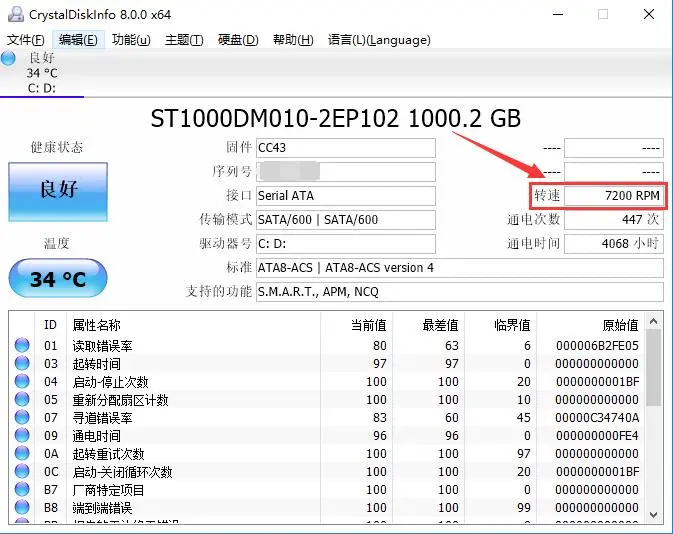 CrystalDiskInfo 8.0.0 x64
文件(F) 编辑(E) 功能(u) 主题(T) 硬盘(D) 帮助(H) 语言(L)(Language)
良好
34 °C
C: D:
ST1000DM010-2EP102 1000.2 GB
健康状态
良好
温度
34 °C
固件 CC43 ---- ----
序列号 ---- ----
接口 Serial ATA 转速 7200 RPM
传输模式 SATA/600 | SATA/600 通电次数 447 次
驱动器号 C: D: 通电时间 4068 小时
标准 ATA8-ACS | ATA8-ACS version 4
支持的功能 S.M.A.R.T., APM, NCQ
ID 属性名称 当前值 最差值 临界值 原始值
01 读取错误率 80 63 6 000006B2FE05
03 起转时间 97 97 0 000000000000
04 启动-停止次数 100 100 20 0000000001BF
05 重新分配扇区计数 100 100 10 000000000000
07 寻道错误率 83 60 45 00000C34740A
09 通电时间 96 96 0 000000000FE4
0A 起转重试次数 100 100 97 000000000000
0C 启动-关闭循环次数 100 100 20 0000000001BF
B7 厂商特定项目 100 100 0 000000000000
B8 端到端错误 100 100 99 000000000000